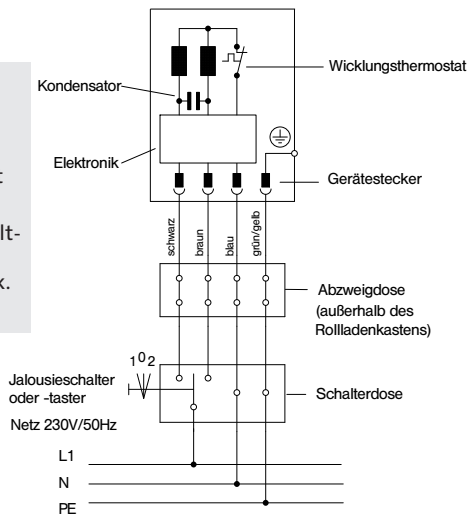 Wicklungsthermostat
Kondensator
Elektronik
Gerätestecker
t
lt-
x.
schwarz
braun
blau
grün/gelb
Abzweigdose
(außerhalb des
Rollladenkastens)
1 0 2
Jalousieschalter
oder -taster
Schalterdose
Netz 230V/50Hz
L1
N
PE